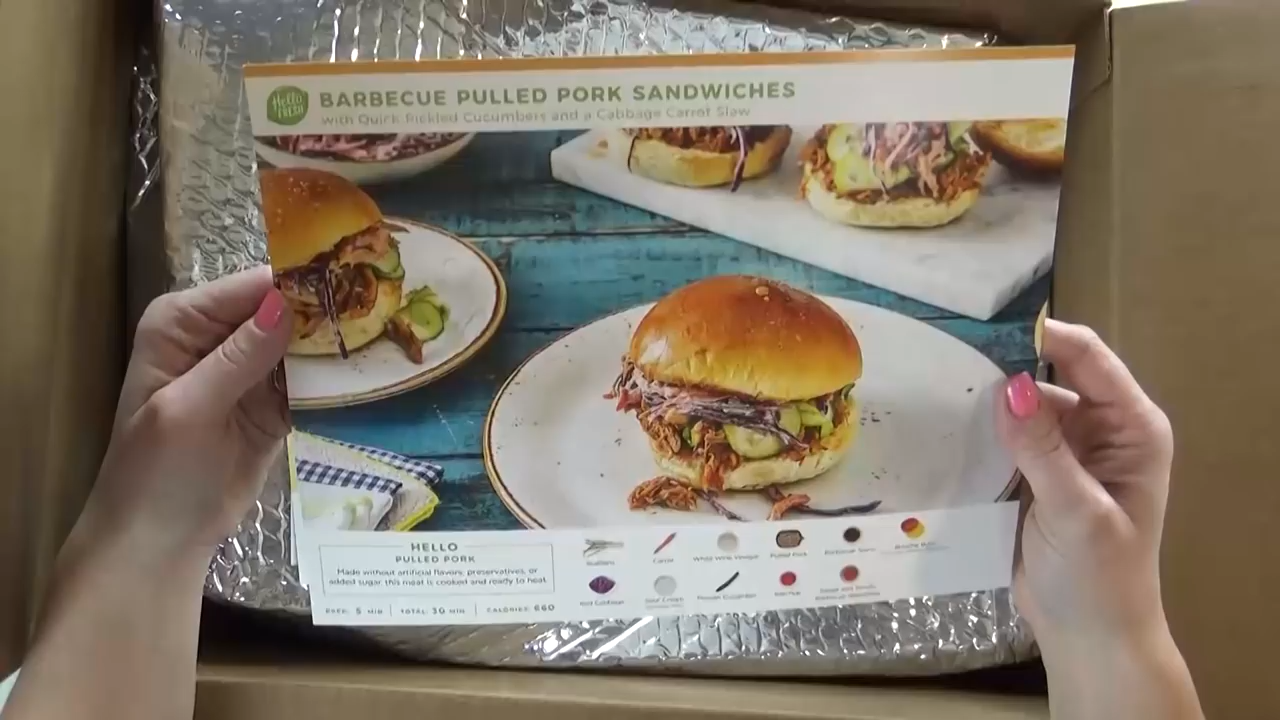 Hello
FRESH
BARBECUE PULLED PORK SANDWICHES
with Quick Pickled Cucumbers and a Cabbage Carrot Slaw
HELLO
PULLED PORK
Made without artificial flavors, preservatives, or
added sugar, this meat is cooked and ready to heat
PREP: 5 MIN | TOTAL: 30 MIN | CALORIES: 660
Scallions
Carrot
White Wine Vinegar
Pulled Pork
Barbecue Sauce
Red Cabbage
Sour Cream
Persian Cucumber
Ketchup